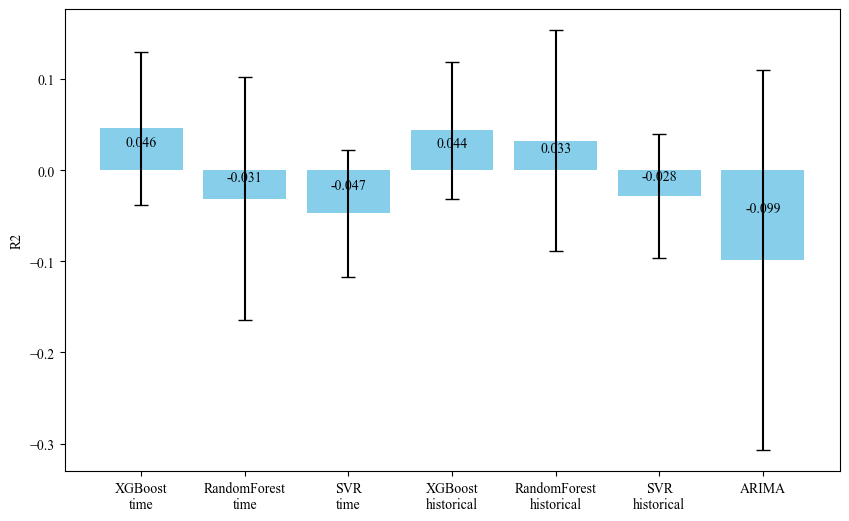 R2
0.1
0.0
−0.1
−0.2
−0.3
0.046
-0.031
-0.047
0.044
0.033
-0.028
-0.099
XGBoost
time
RandomForest
time
SVR
time
XGBoost
historical
RandomForest
historical
SVR
historical
ARIMA